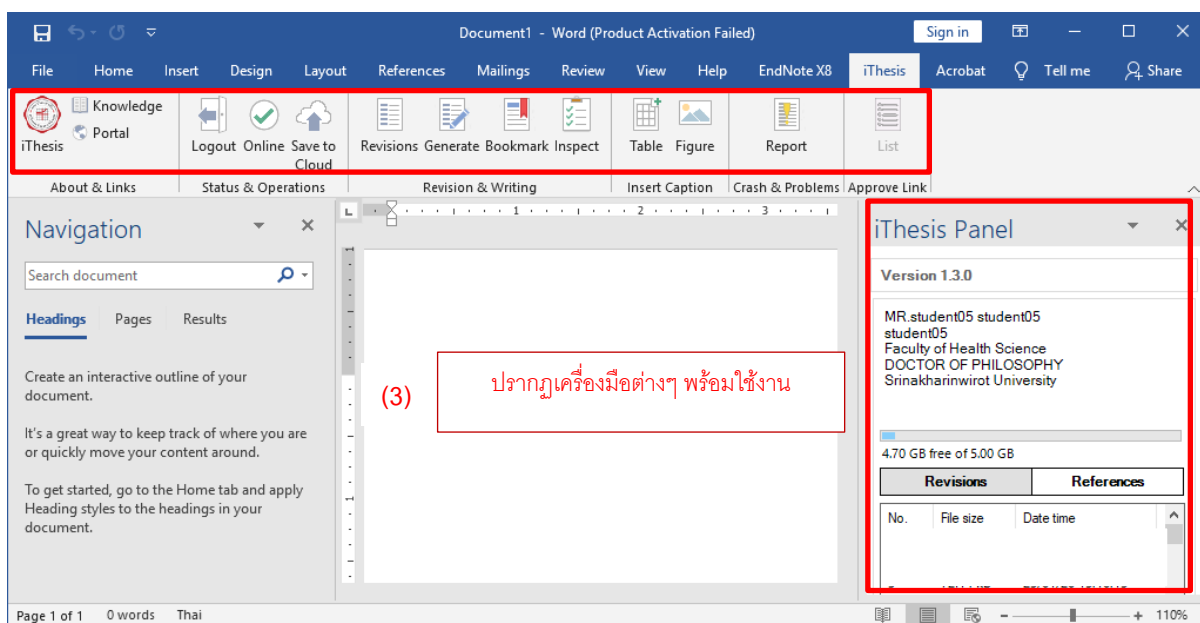 Document1 - Word (Product Activation Failed)
Sign in
File Home Insert Design Layout References Mailings Review View Help EndNote X8 iThesis Acrobat Tell me Share
iThesis
Knowledge
Portal
Logout Online Save to Cloud
Revisions Generate Bookmark Inspect
Table Figure
Report
List
About & Links
Status & Operations
Revision & Writing
Insert Caption
Crash & Problems
Approve Link
Navigation
Search document
Headings Pages Results
Create an interactive outline of your
document.
It's a great way to keep track of where you are
or quickly move your content around.
To get started, go to the Home tab and apply
Heading styles to the headings in your
document.
L
1 2 3
1
(3)
ปรากฏเครื่องมือต่างๆ พร้อมใช้งาน
iThesis Panel
Version 1.3.0
MR.student05 student05
student05
Faculty of Health Science
DOCTOR OF PHILOSOPHY
Srinakharinwirot University
4.70 GB free of 5.00 GB
Revisions References
No. File size Date time
Page 1 of 1 0 words Thai
110%